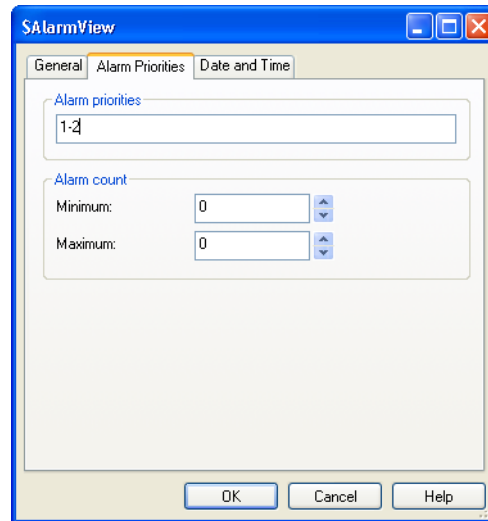 $AlarmView
General Alarm Priorities Date and Time
Alarm priorities
1-2
Alarm count
Minimum: 0
Maximum: 0
OK Cancel Help